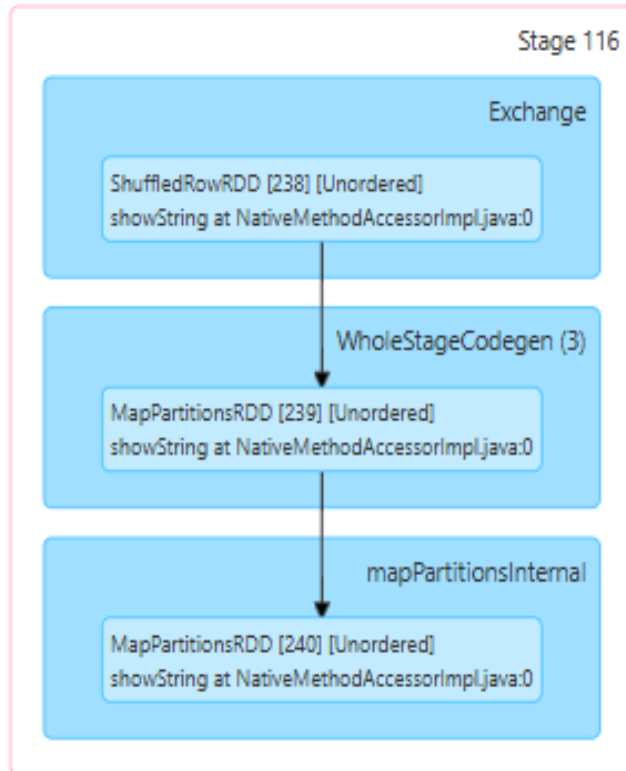 Stage 116
Exchange
ShuffledRowRDD [238] [Unordered]
showString at NativeMethodAccessorImpl.java:0
WholeStageCodegen (3)
MapPartitionsRDD [239] [Unordered]
showString at NativeMethodAccessorImpl.java:0
mapPartitionsInternal
MapPartitionsRDD [240] [Unordered]
showString at NativeMethodAccessorImpl.java:0